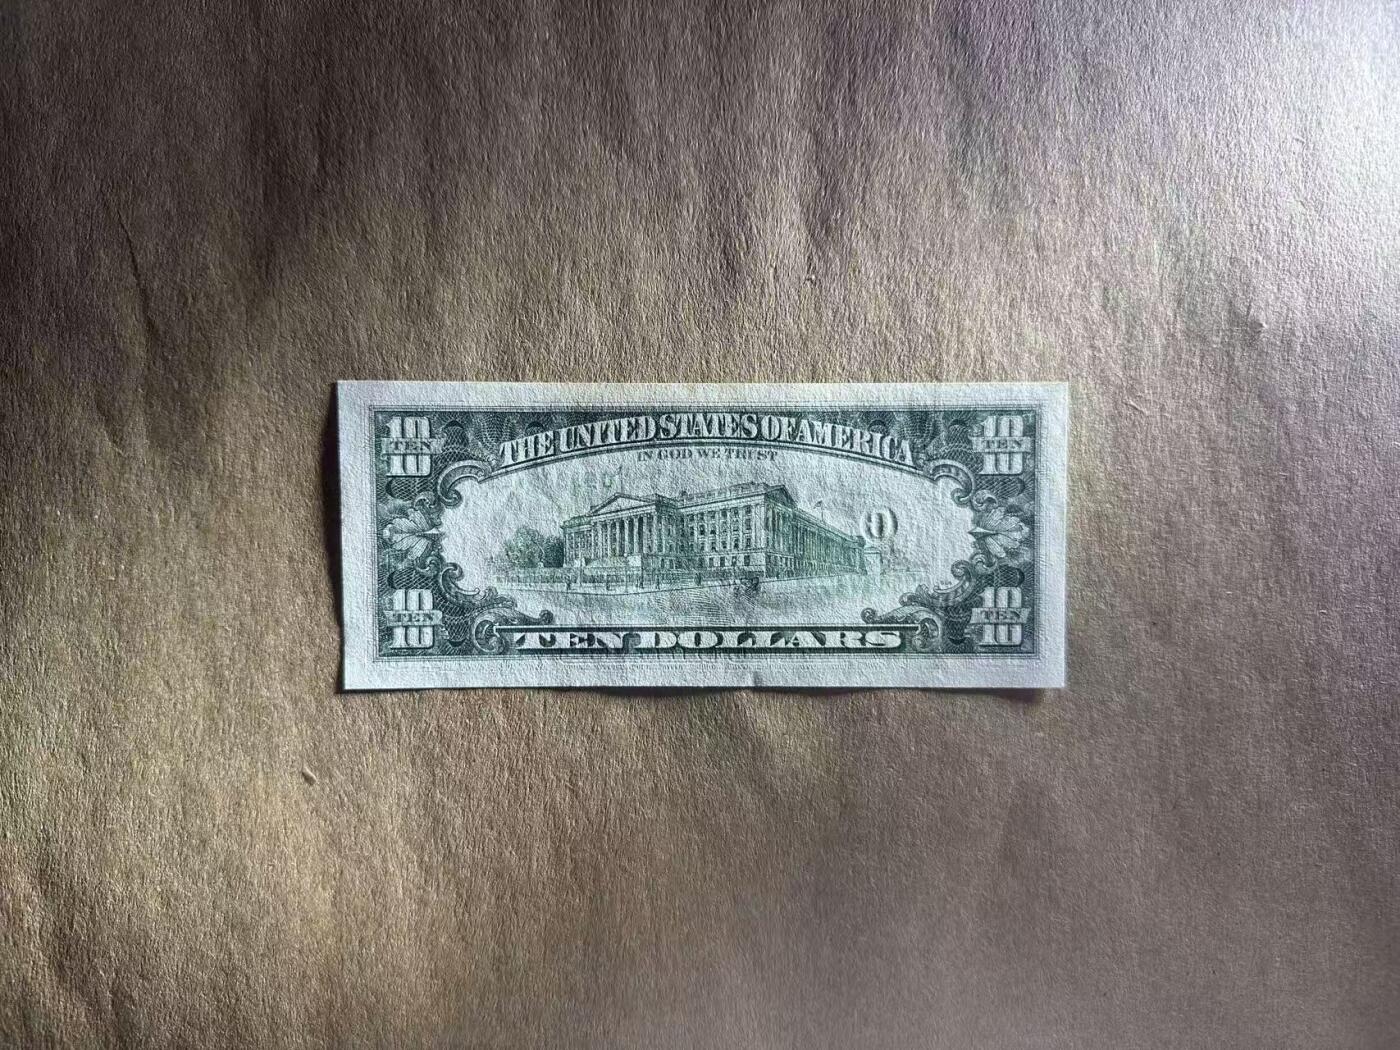 10 TEN 10
THE UNITED STATES OF AMERICA
10 TEN 10
IN GOD WE TRUST
G
10 TEN 10
TEN DOLLARS
10 TEN 10